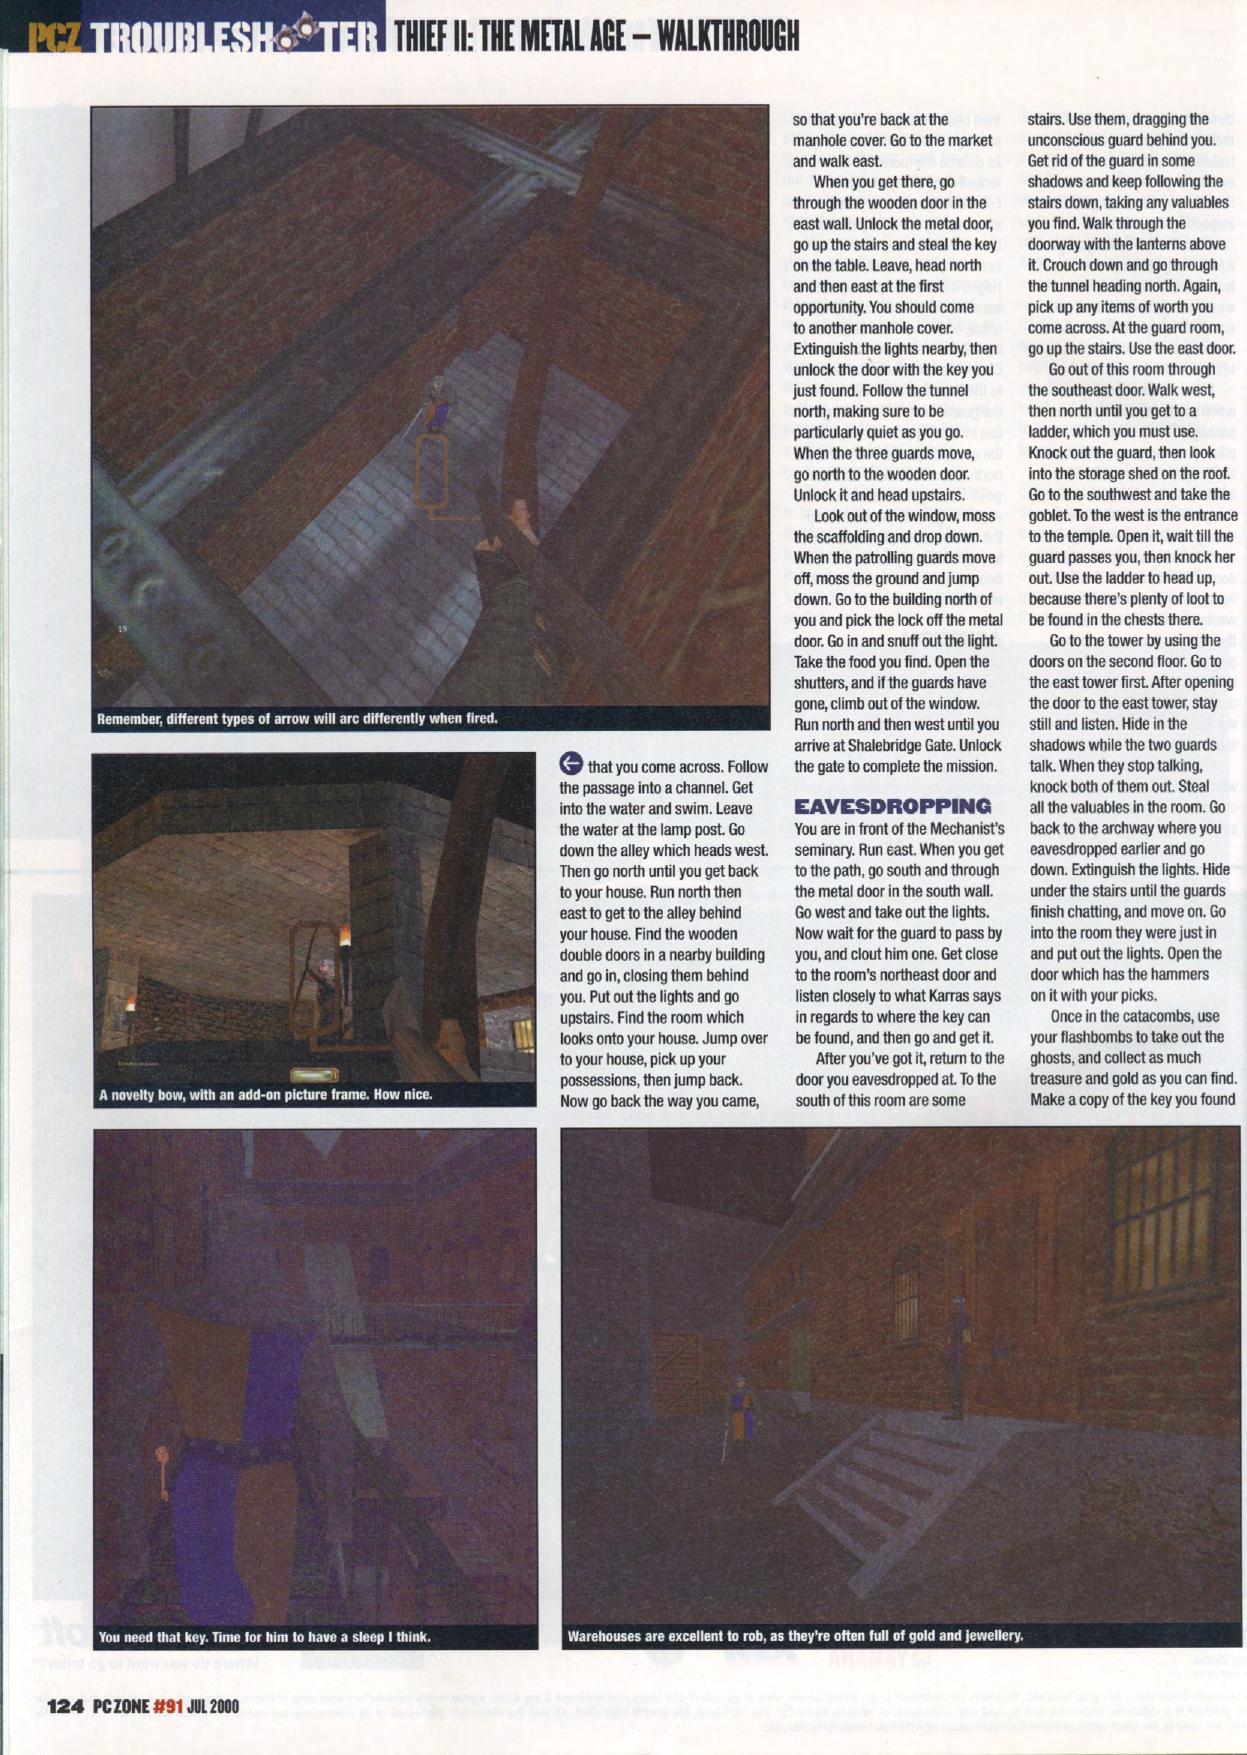 PCZ TROUBLESHOOTER THIEF II: THE METAL AGE – WALKTHROUGH
19
Remember, different types of arrow will arc differently when fired.
A novelty bow, with an add-on picture frame. How nice.
that you come across. Follow
the passage into a channel. Get
into the water and swim. Leave
the water at the lamp post. Go
down the alley which heads west.
Then go north until you get back
to your house. Run north then
east to get to the alley behind
your house. Find the wooden
double doors in a nearby building
and go in, closing them behind
you. Put out the lights and go
upstairs. Find the room which
looks onto your house. Jump over
to your house, pick up your
possessions, then jump back.
Now go back the way you came,
so that you're back at the
manhole cover. Go to the market
and walk east.
When you get there, go
through the wooden door in the
east wall. Unlock the metal door,
go up the stairs and steal the key
on the table. Leave, head north
and then east at the first
opportunity. You should come
to another manhole cover.
Extinguish the lights nearby, then
unlock the door with the key you
just found. Follow the tunnel
north, making sure to be
particularly quiet as you go.
When the three guards move,
go north to the wooden door.
Unlock it and head upstairs.
Look out of the window, moss
the scaffolding and drop down.
When the patrolling guards move
off, moss the ground and jump
down. Go to the building north of
you and pick the lock off the metal
door. Go in and snuff out the light.
Take the food you find. Open the
shutters, and if the guards have
gone, climb out of the window.
Run north and then west until you
arrive at Shalebridge Gate. Unlock
the gate to complete the mission.
EAVESDROPPING
You are in front of the Mechanist's
seminary. Run east. When you get
to the path, go south and through
the metal door in the south wall.
Go west and take out the lights.
Now wait for the guard to pass by
you, and clout him one. Get close
to the room's northeast door and
listen closely to what Karras says
in regards to where the key can
be found, and then go and get it.
After you've got it, return to the
door you eavesdropped at. To the
south of this room are some
stairs. Use them, dragging the
unconscious guard behind you.
Get rid of the guard in some
shadows and keep following the
stairs down, taking any valuables
you find. Walk through the
doorway with the lanterns above
it. Crouch down and go through
the tunnel heading north. Again,
pick up any items of worth you
come across. At the guard room,
go up the stairs. Use the east door.
Go out of this room through
the southeast door. Walk west,
then north until you get to a
ladder, which you must use.
Knock out the guard, then look
into the storage shed on the roof.
Go to the southwest and take the
goblet. To the west is the entrance
to the temple. Open it, wait till the
guard passes you, then knock her
out. Use the ladder to head up,
because there's plenty of loot to
be found in the chests there.
Go to the tower by using the
doors on the second floor. Go to
the east tower first. After opening
the door to the east tower, stay
still and listen. Hide in the
shadows while the two guards
talk. When they stop talking,
knock both of them out. Steal
all the valuables in the room. Go
back to the archway where you
eavesdropped earlier and go
down. Extinguish the lights. Hide
under the stairs until the guards
finish chatting, and move on. Go
into the room they were just in
and put out the lights. Open the
door which has the hammers
on it with your picks.
Once in the catacombs, use
your flashbombs to take out the
ghosts, and collect as much
treasure and gold as you can find.
Make a copy of the key you found
You need that key. Time for him to have a sleep I think.
Warehouses are excellent to rob, as they're often full of gold and jewellery.
124 PC ZONE #91 JUL 2000